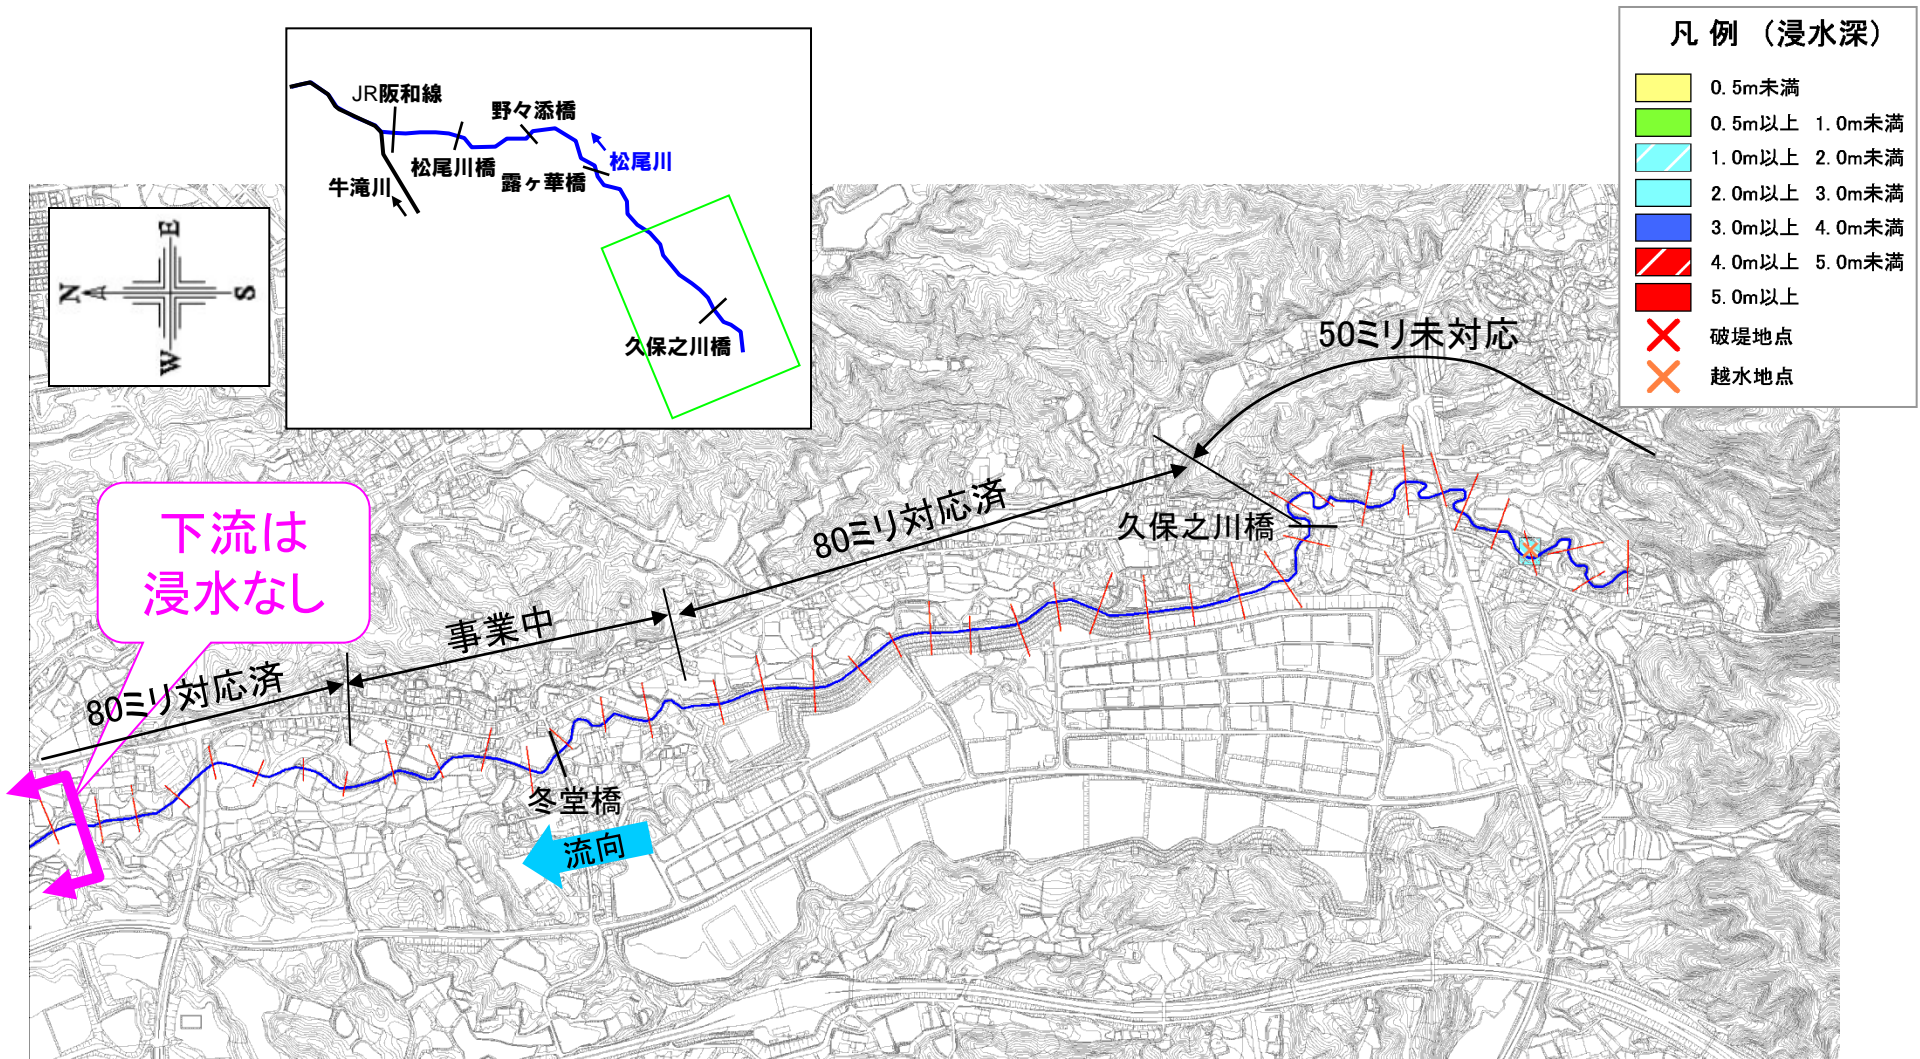 凡 例 （浸水深）
0.5m未満
0.5m以上 1.0m未満
1.0m以上 2.0m未満
2.0m以上 3.0m未満
3.0m以上 4.0m未満
4.0m以上 5.0m未満
5.0m以上
破堤地点
越水地点
JR阪和線
野々添橋
松尾川橋
松尾川
露ヶ華橋
牛滝川
久保之川橋
E
N
S
W
50ミリ未対応
80ミリ対応済
久保之川橋
下流は
浸水なし
事業中
80ミリ対応済
冬堂橋
流向